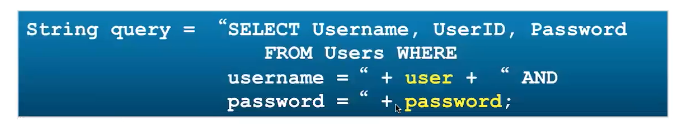 String query = “SELECT Username, UserID, Password
FROM Users WHERE
username = “ + user + “ AND
password = “ + password;